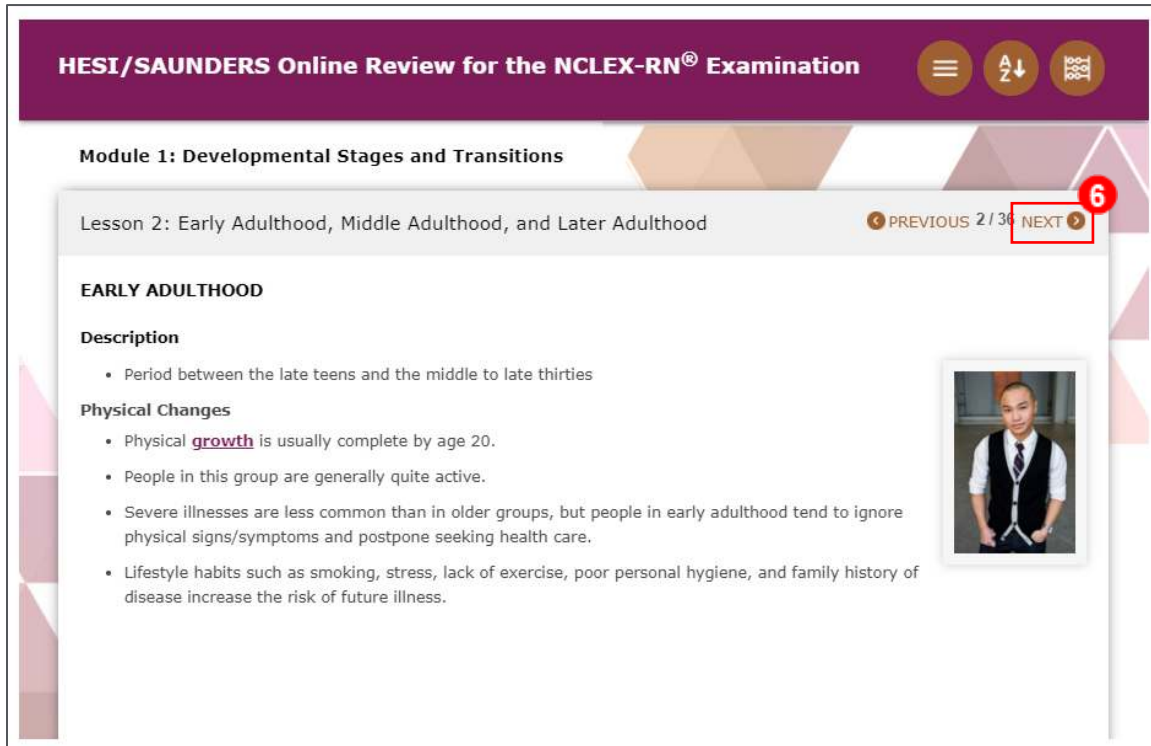 HESI/SAUNDERS Online Review for the NCLEX-RN® Examination
A
Z
Module 1: Developmental Stages and Transitions
6
Lesson 2: Early Adulthood, Middle Adulthood, and Later Adulthood
PREVIOUS 2 / 36 NEXT
EARLY ADULTHOOD
Description
• Period between the late teens and the middle to late thirties
Physical Changes
• Physical growth is usually complete by age 20.
• People in this group are generally quite active.
• Severe illnesses are less common than in older groups, but people in early adulthood tend to ignore
physical signs/symptoms and postpone seeking health care.
• Lifestyle habits such as smoking, stress, lack of exercise, poor personal hygiene, and family history of
disease increase the risk of future illness.